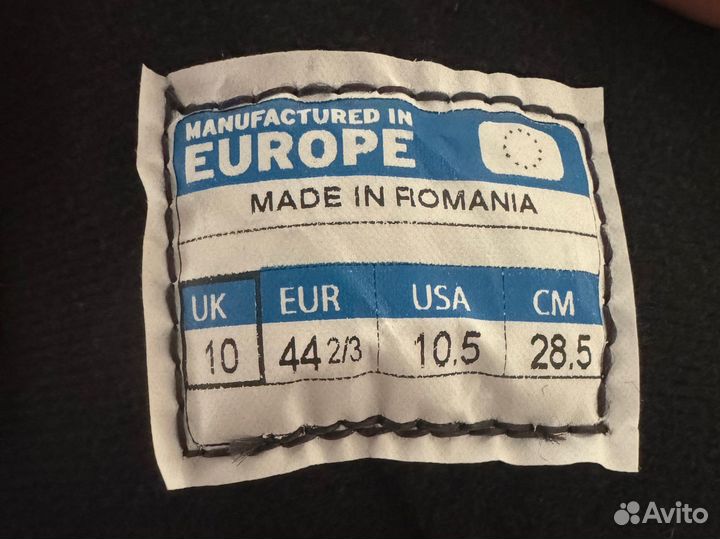 MANUFACTURED IN
EUROPE
MADE IN ROMANIA
UK EUR USA CM
10 44 2/3 10.5 28.5
Avito